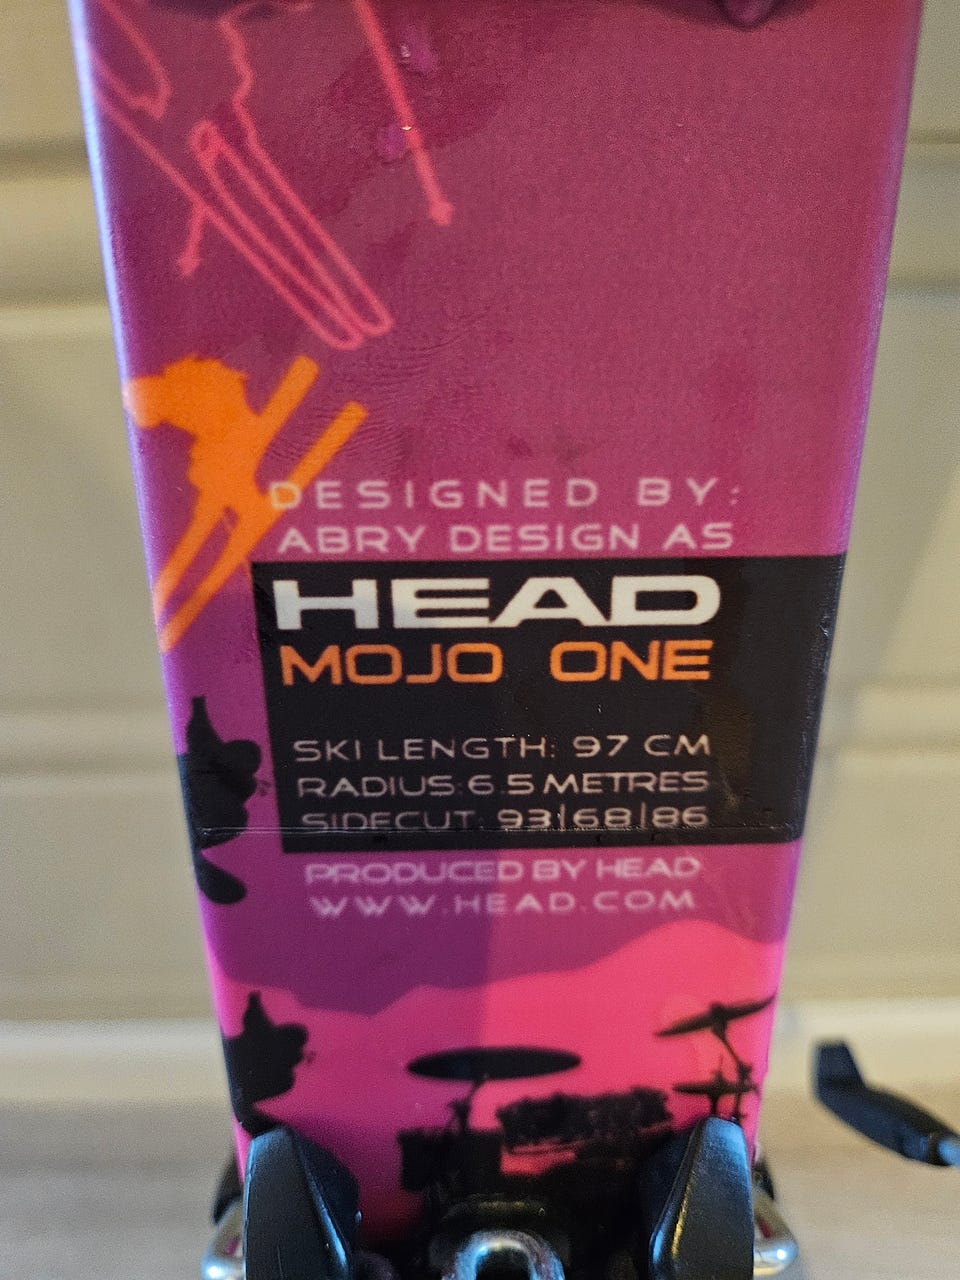 DESIGNED BY:
ABRY DESIGN AS
HEAD
MOJO ONE
SKI LENGTH: 97 CM
RADIUS: 6.5 METRES
SIDECUT: 93|68|86
PRODUCED BY HEAD
WWW.HEAD.COM